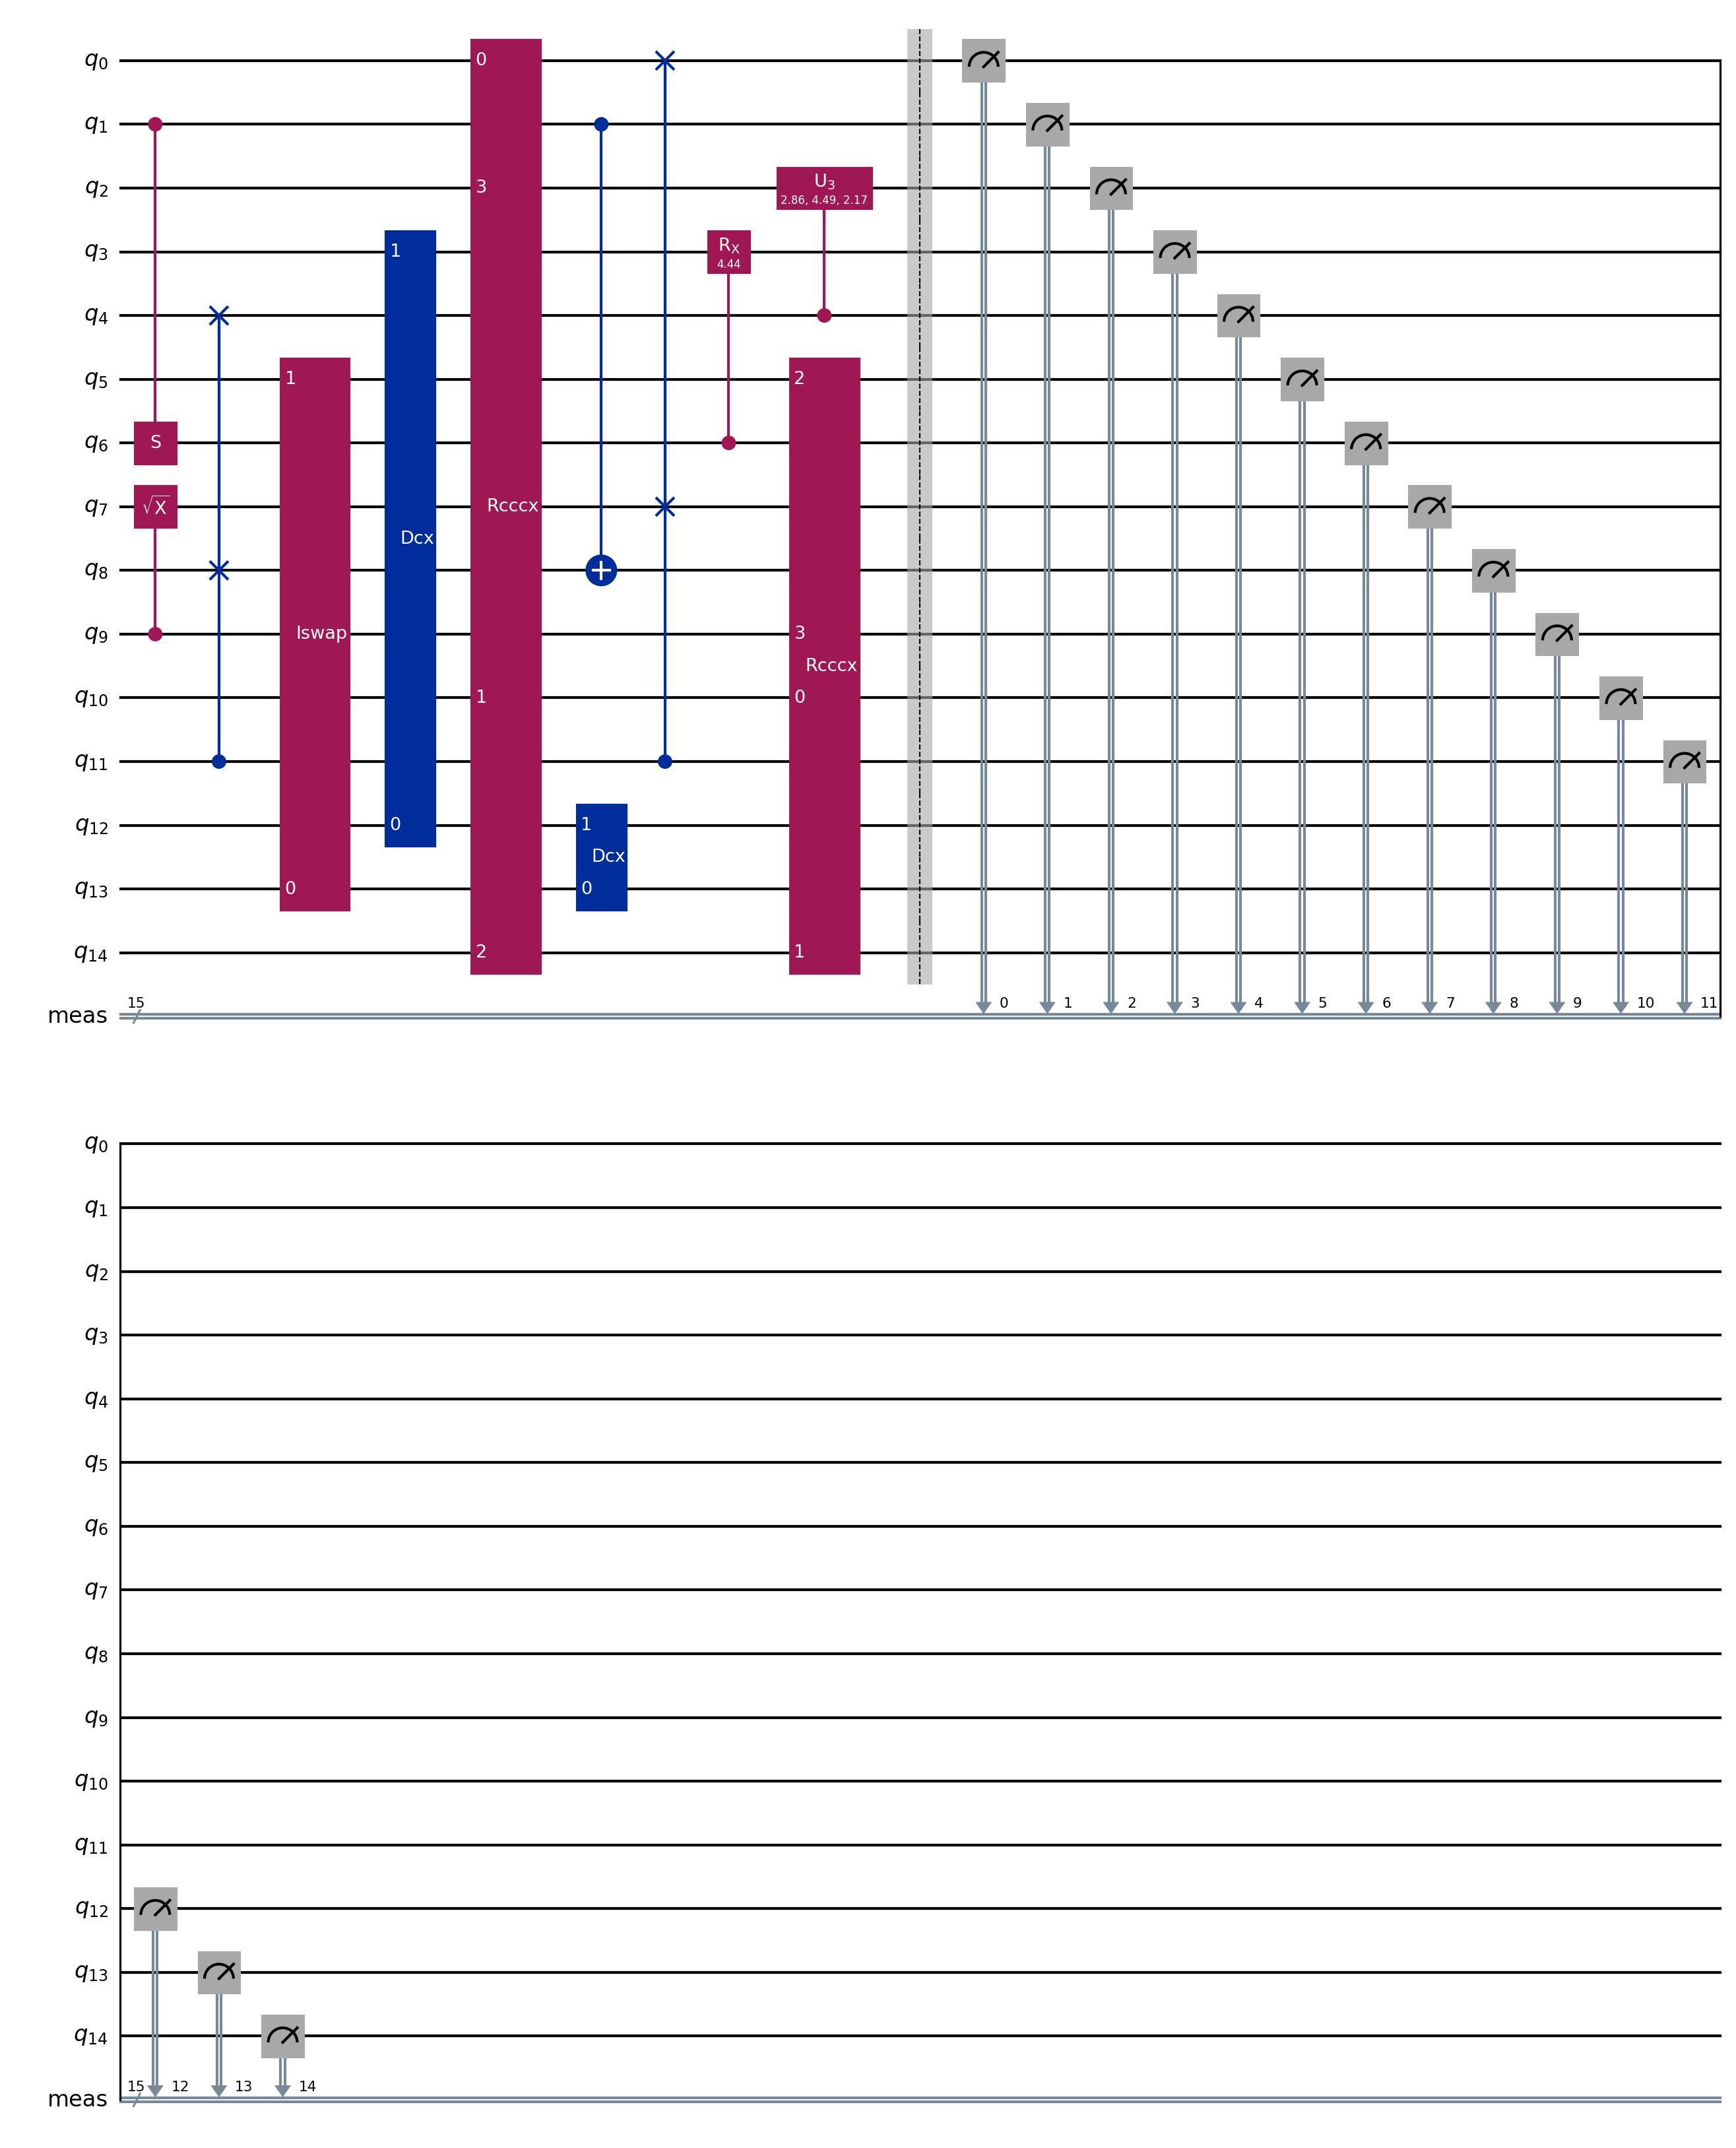 q0
0
q1
q2
3
U3
2.86, 4.49, 2.17
q3
1
RX
4.44
q4
q5
1
2
q6
S
q7
√X
Rcccx
Dcx
q8
q9
Iswap
3
Rcccx
q10
1
0
q11
q12
0
1
Dcx
q13
0
0
q14
2
1
meas
15
0
1
2
3
4
5
6
7
8
9
10
11
q0
q1
q2
q3
q4
q5
q6
q7
q8
q9
q10
q11
q12
q13
q14
meas
15
12
13
14